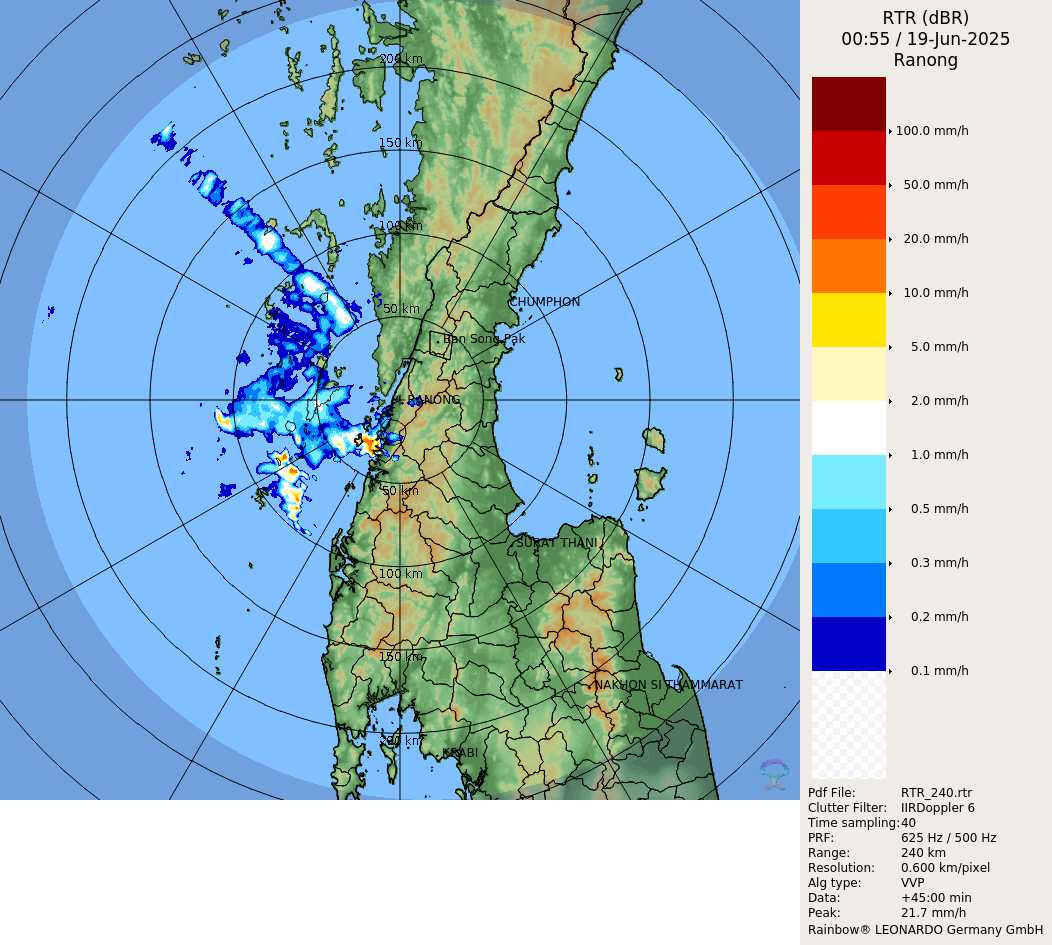 RTR (dBR)
00:55 / 19-Jun-2025
Ranong
200 km
150 km
100 km
50 km
CHUMPHON
Ban Song Pak
RANONG
50 km
SURAT THANI
100 km
150 km
NAKHON SI THAMMARAT
200 km
KRABI
100.0 mm/h
50.0 mm/h
20.0 mm/h
10.0 mm/h
5.0 mm/h
2.0 mm/h
1.0 mm/h
0.5 mm/h
0.3 mm/h
0.2 mm/h
0.1 mm/h
Pdf File: RTR_240.rtr
Clutter Filter: IIRDoppler 6
Time sampling:40
PRF: 625 Hz / 500 Hz
Range: 240 km
Resolution: 0.600 km/pixel
Alg type: VVP
Data: +45:00 min
Peak: 21.7 mm/h
Rainbow® LEONARDO Germany GmbH